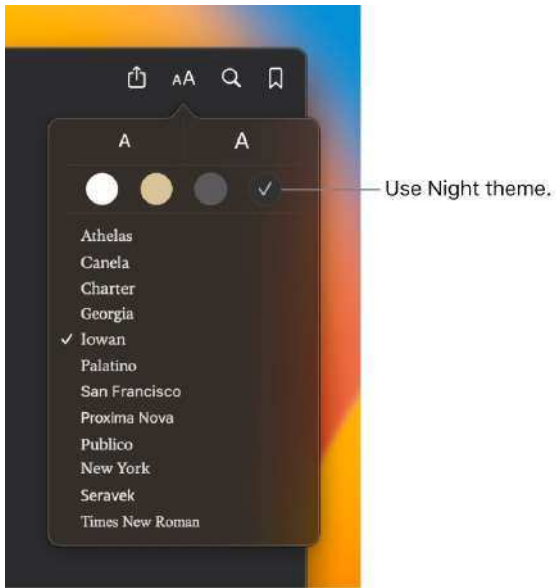 AA
A A
Use Night theme.
Athelas
Canela
Charter
Georgia
Iowan
Palatino
San Francisco
Proxima Nova
Publico
New York
Seravek
Times New Roman